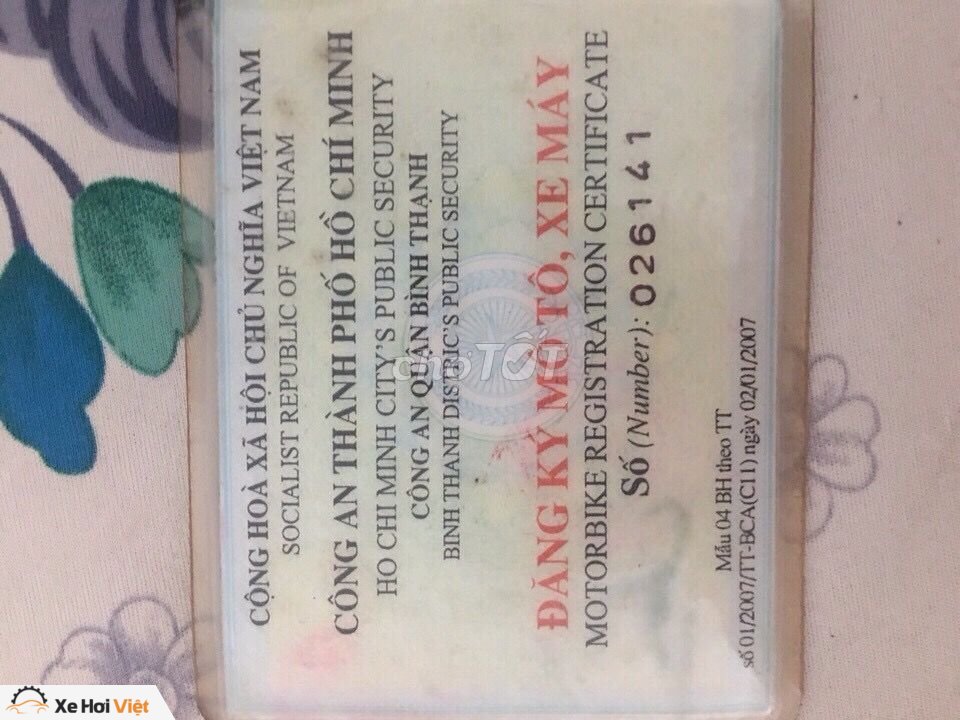 CỘNG HOÀ XÃ HỘI CHỦ NGHĨA VIỆT NAM
SOCIALIST REPUBLIC OF VIETNAM
CÔNG AN THÀNH PHỐ HỒ CHÍ MINH
HO CHI MINH CITY'S PUBLIC SECURITY
CÔNG AN QUẬN BÌNH THẠNH
BINH THANH DISTRIC'S PUBLIC SECURITY
chợTỐT
ĐĂNG KÝ MÔ TÔ, XE MÁY
MOTORBIKE REGISTRATION CERTIFICATE
Số (Number): 026141
Mẫu 04 BH theo TT
số 01/2007/TT-BCA(C11) ngày 02/01/2007
Xe Hơi Việt